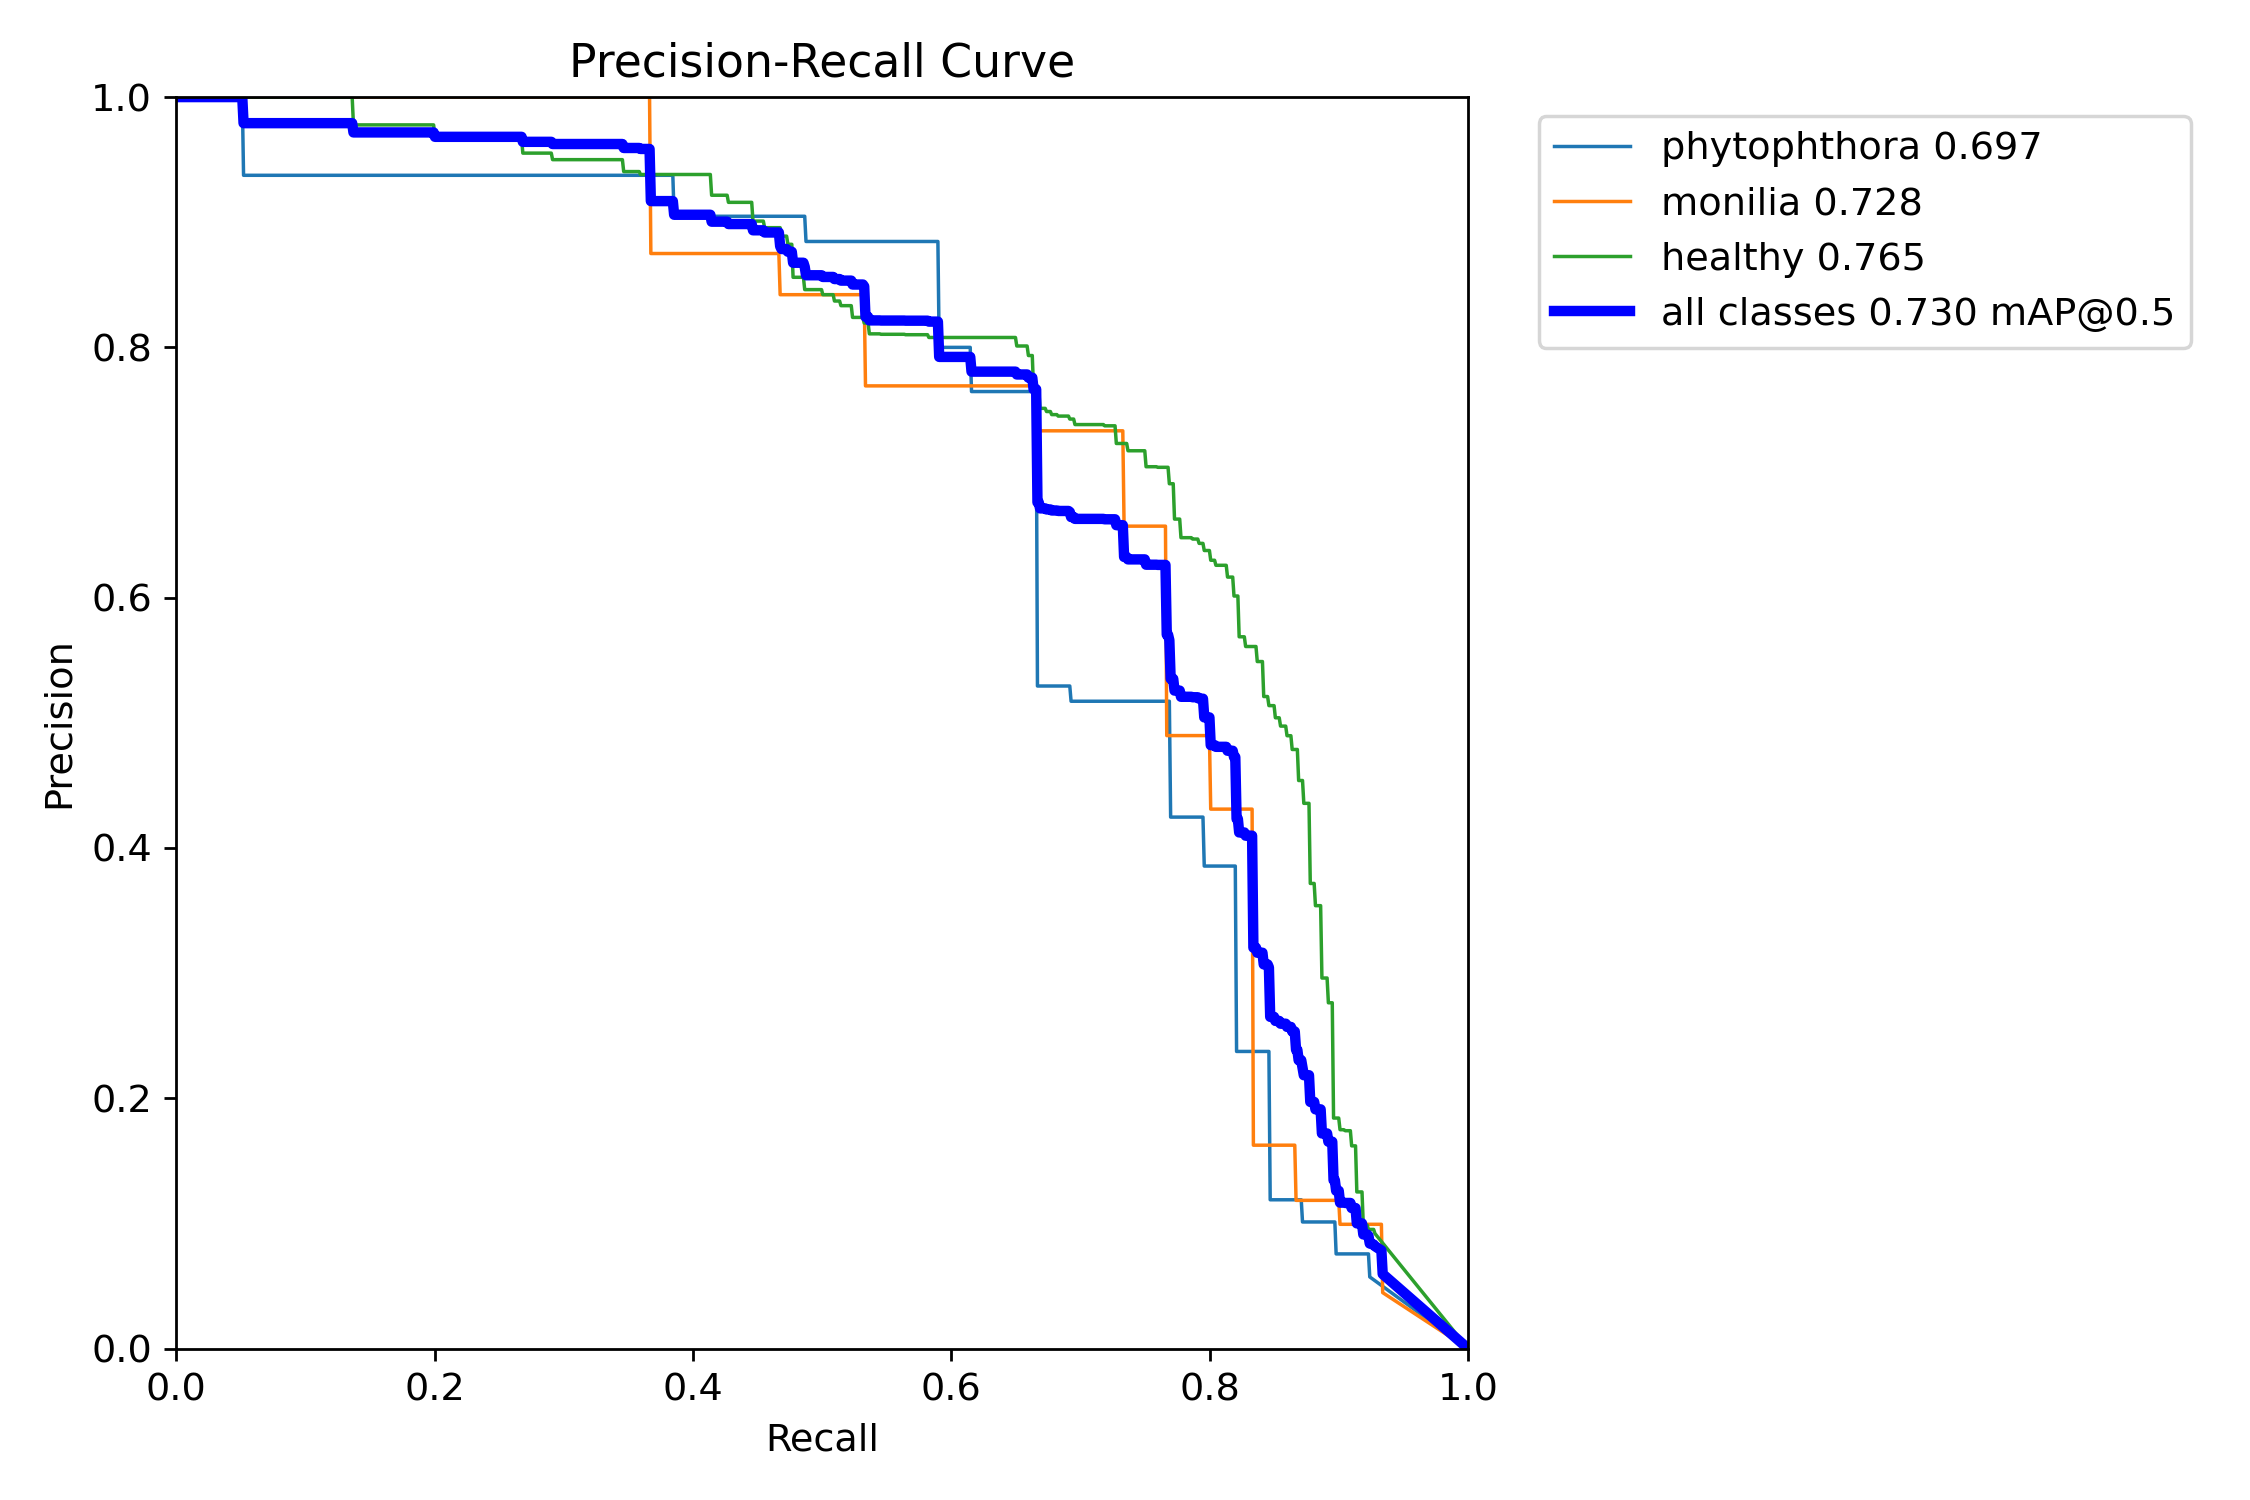 Precision-Recall Curve
1.0
0.8
0.6
0.4
0.2
0.0
Precision
0.0 0.2 0.4 0.6 0.8 1.0
Recall
phytophthora 0.697
monilia 0.728
healthy 0.765
all classes 0.730 mAP@0.5